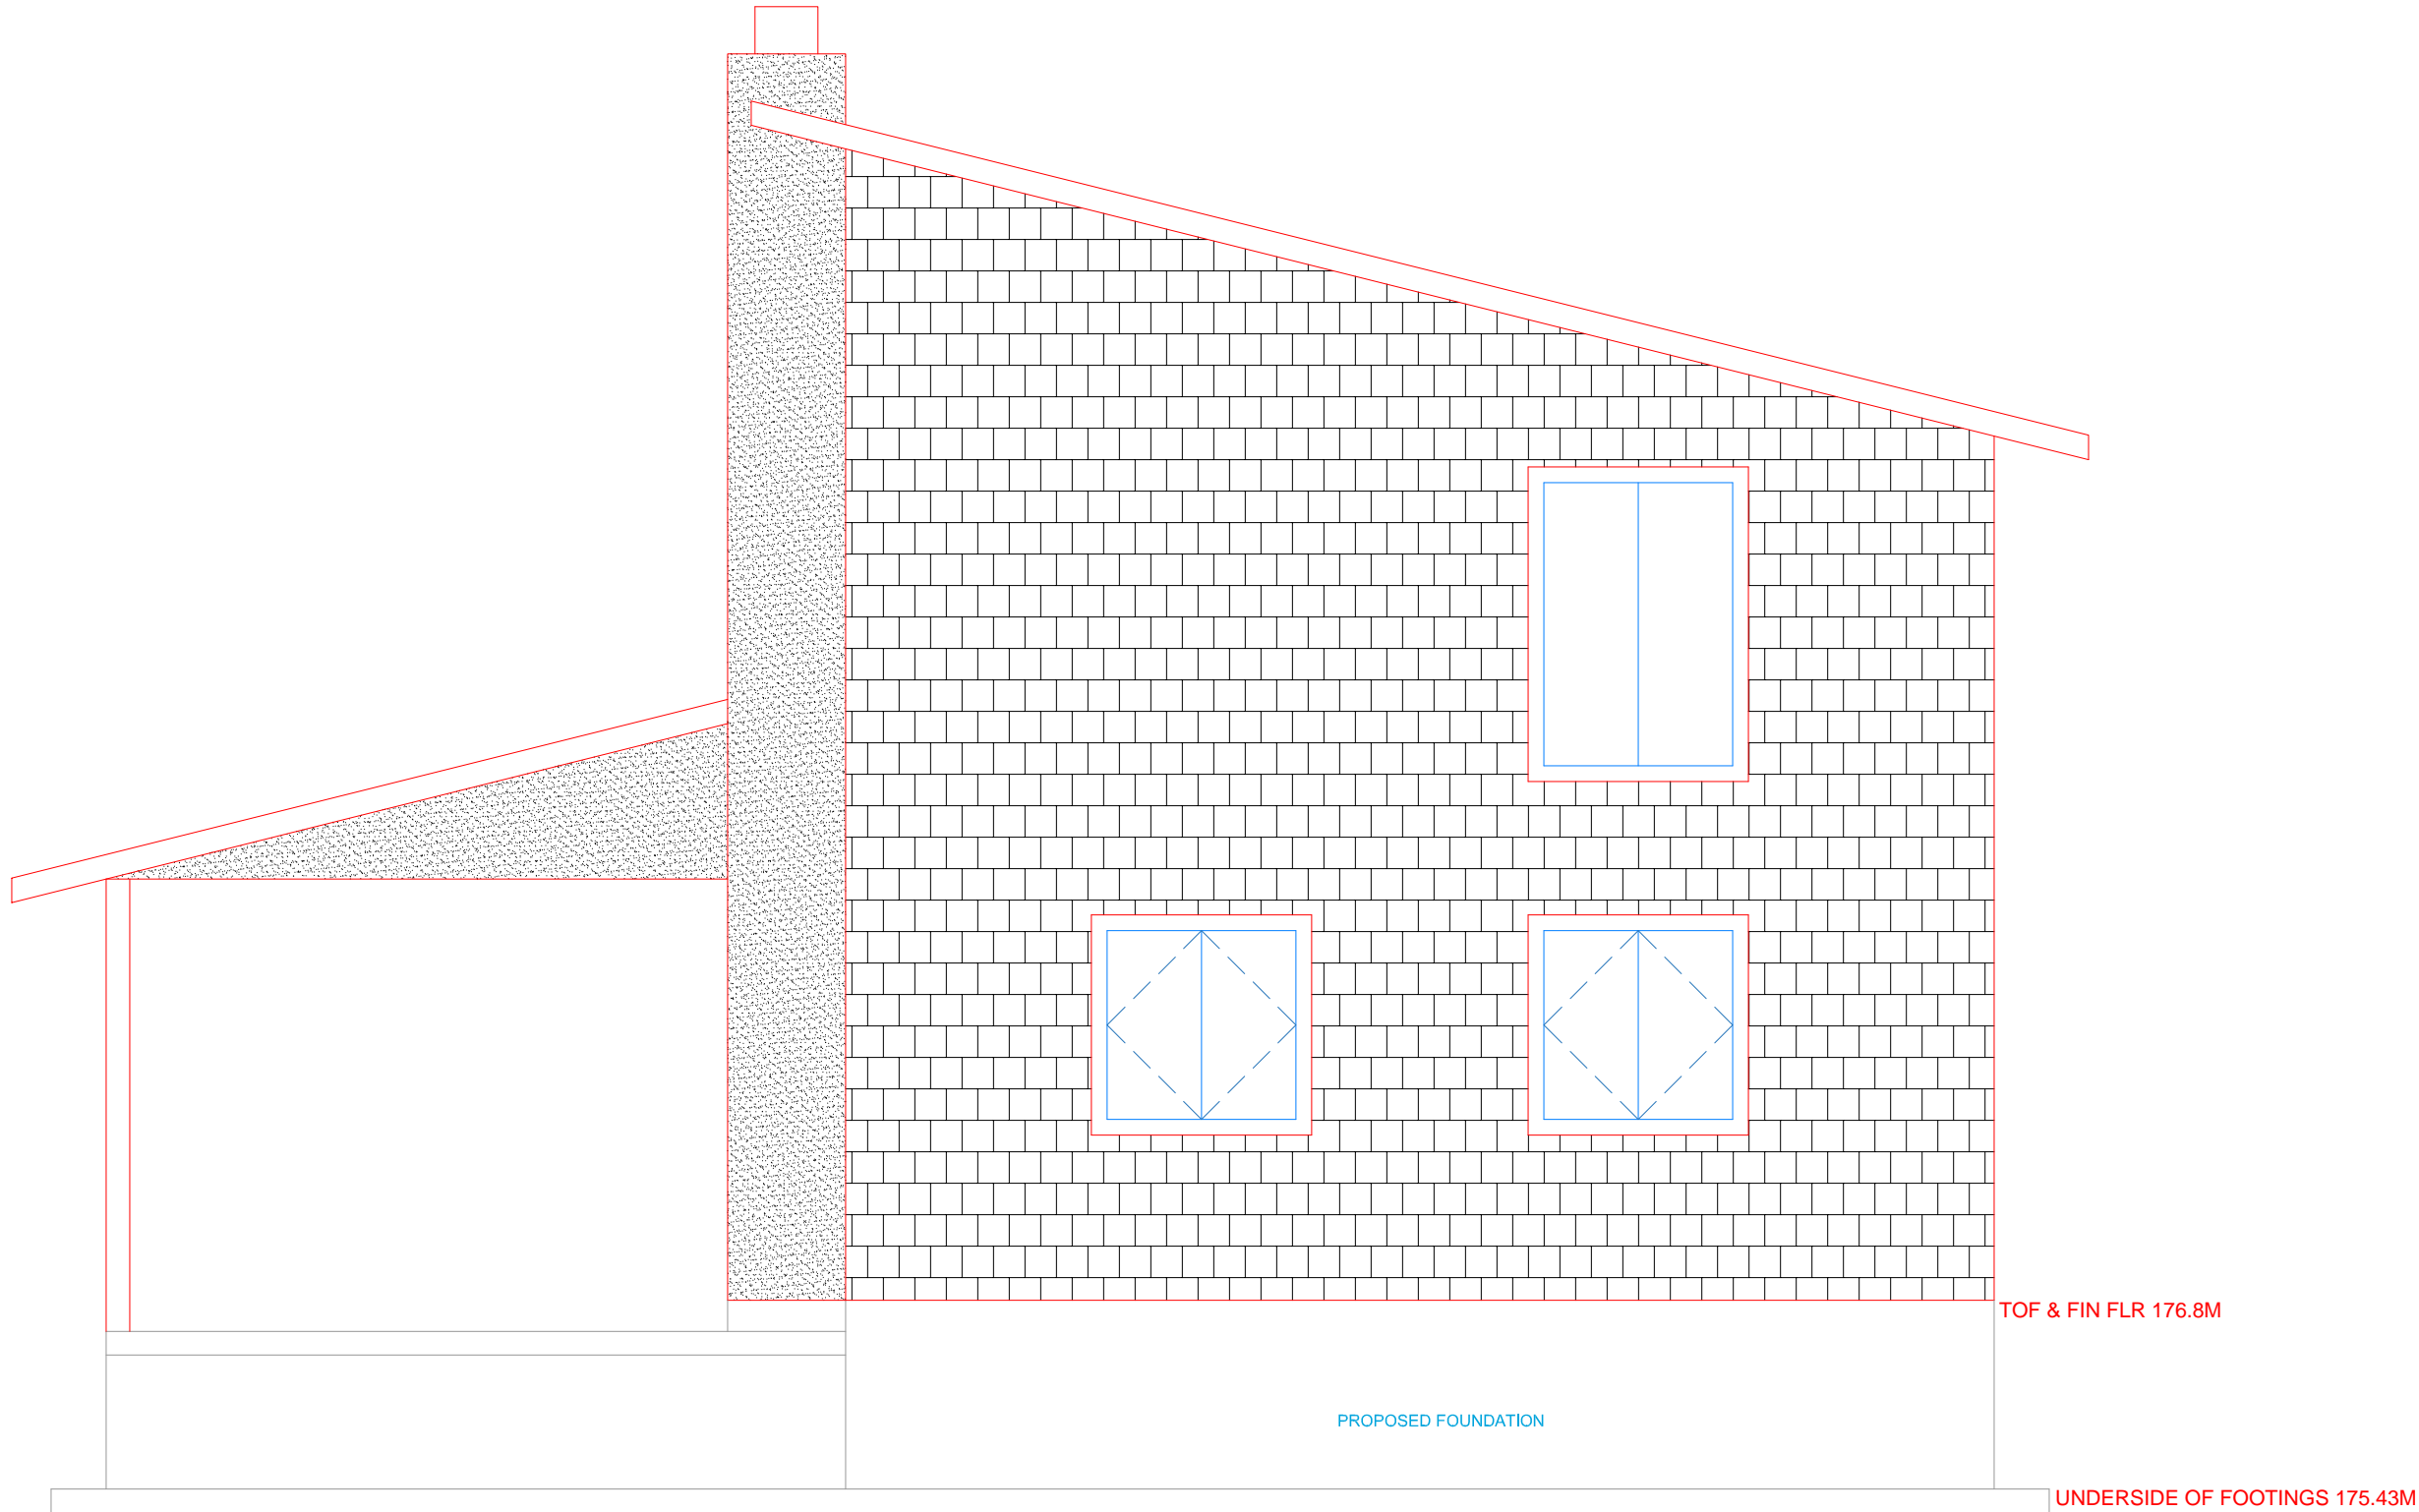 TOF & FIN FLR 176.8M
PROPOSED FOUNDATION
UNDERSIDE OF FOOTINGS 175.43M